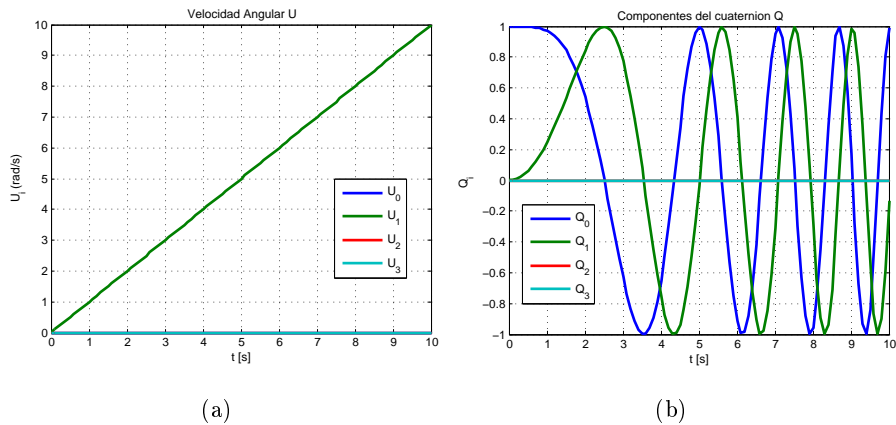 Velocidad Angular U
10
9
8
7
6
5
4
3
2
1
0
U_i (rad/s)
U_0
U_1
U_2
U_3
0 1 2 3 4 5 6 7 8 9 10
t [s]
(a)
Componentes del cuaternion Q
1
0.8
0.6
0.4
0.2
0
−0.2
−0.4
−0.6
−0.8
−1
Q_i
Q_0
Q_1
Q_2
Q_3
0 1 2 3 4 5 6 7 8 9 10
t [s]
(b)